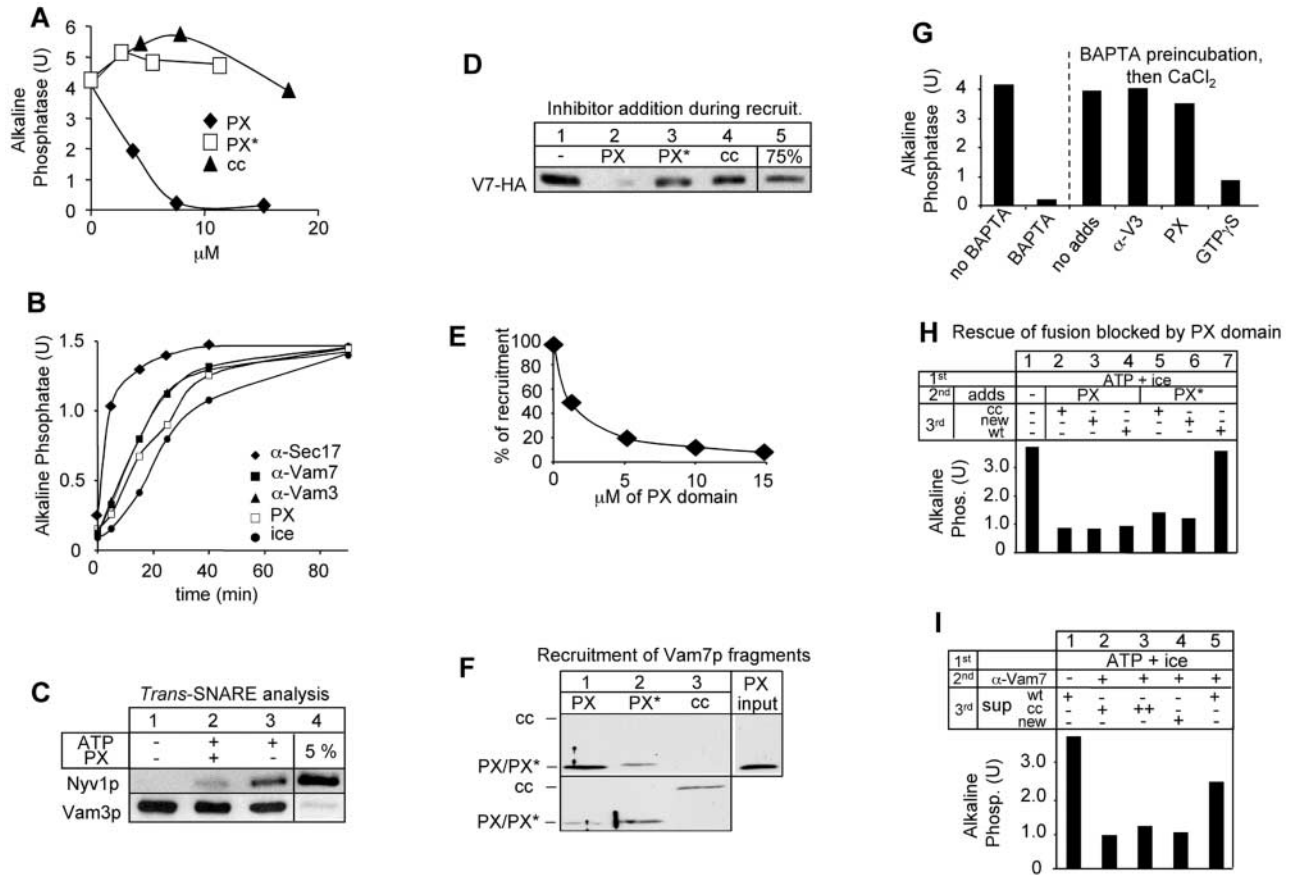 A
Alkaline
Phosphatase (U)
6
5
4
3
2
1
0
0
10
20
μM
PX
PX*
cc
B
Alkaline Phsophatae (U)
1.5
1.0
0.5
0
0
20
40
60
80
time (min)
α-Sec17
α-Vam7
α-Vam3
PX
ice
C
Trans-SNARE analysis
1 2 3 4
ATP - + + 5 %
PX - + -
Nyv1p
Vam3p
D
Inhibitor addition during recruit.
1 2 3 4 5
- PX PX* cc 75%
V7-HA
E
% of recruitment
100
80
60
40
20
0
0
5
10
15
μM of PX domain
F
Recruitment of Vam7p fragments
1 2 3 PX
PX PX* cc input
cc
PX/PX*
cc
PX/PX*
G
BAPTA preincubation,
then CaCl2
Alkaline
Phosphatase (U)
4
3
2
1
0
no BAPTA
BAPTA
no adds
α-V3
PX
GTPγS
H
Rescue of fusion blocked by PX domain
1 2 3 4 5 6 7
1st ATP + ice
2nd adds - PX PX*
3rd cc - + - - + - -
new - - + - - + -
wt - - - + - - +
Alkaline
Phos. (U)
3.0
2.0
1.0
0
I
1 2 3 4 5
1st ATP + ice
2nd α-Vam7 - + + + +
3rd sup wt + - - - +
cc - + ++ - -
new - - - + -
Alkaline
Phosp. (U)
3.0
2.0
1.0
0